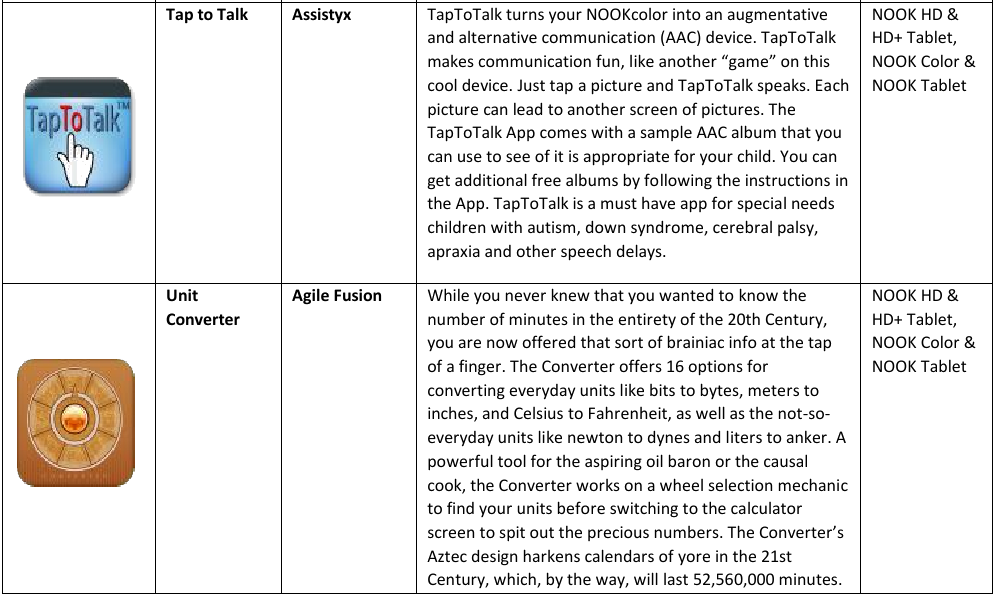 Tap to Talk
Assistyx
TapToTalk turns your NOOKcolor into an augmentative
and alternative communication (AAC) device. TapToTalk
makes communication fun, like another “game” on this
cool device. Just tap a picture and TapToTalk speaks. Each
picture can lead to another screen of pictures. The
TapToTalk App comes with a sample AAC album that you
can use to see of it is appropriate for your child. You can
get additional free albums by following the instructions in
the App. TapToTalk is a must have app for special needs
children with autism, down syndrome, cerebral palsy,
apraxia and other speech delays.
NOOK HD &
HD+ Tablet,
NOOK Color &
NOOK Tablet
TapToTalk™
Unit
Converter
Agile Fusion
While you never knew that you wanted to know the
number of minutes in the entirety of the 20th Century,
you are now offered that sort of brainiac info at the tap
of a finger. The Converter offers 16 options for
converting everyday units like bits to bytes, meters to
inches, and Celsius to Fahrenheit, as well as the not-so-
everyday units like newton to dynes and liters to anker. A
powerful tool for the aspiring oil baron or the causal
cook, the Converter works on a wheel selection mechanic
to find your units before switching to the calculator
screen to spit out the precious numbers. The Converter’s
Aztec design harkens calendars of yore in the 21st
Century, which, by the way, will last 52,560,000 minutes.
NOOK HD &
HD+ Tablet,
NOOK Color &
NOOK Tablet
CONVERTER